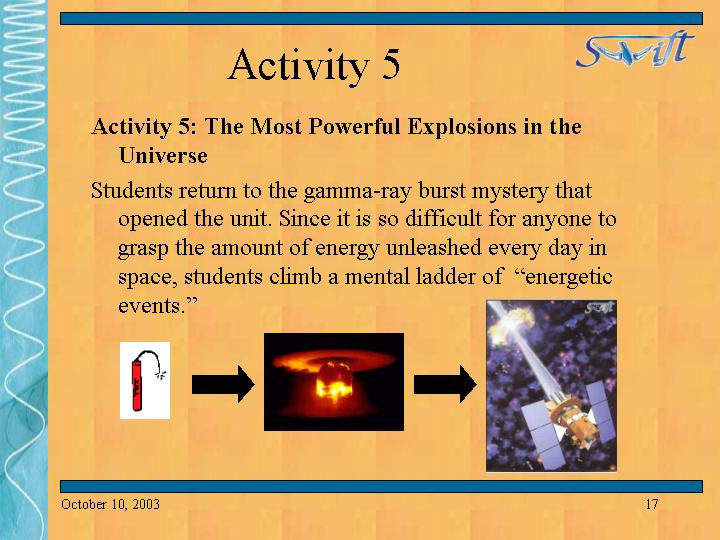 Activity 5
Swift
Activity 5: The Most Powerful Explosions in the
Universe
Students return to the gamma-ray burst mystery that
opened the unit. Since it is so difficult for anyone to
grasp the amount of energy unleashed every day in
space, students climb a mental ladder of “energetic
events.”
TNT
Swift
October 10, 2003
17